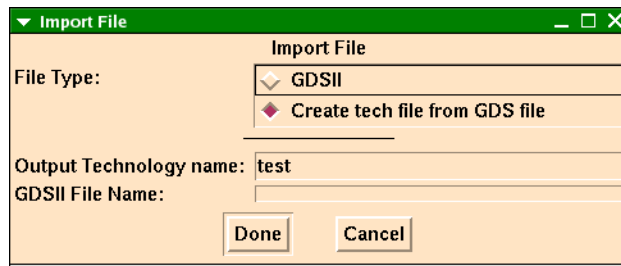 Import File
Import File
File Type:
GDSII
Create tech file from GDS file
Output Technology name: test
GDSII File Name:
Done Cancel